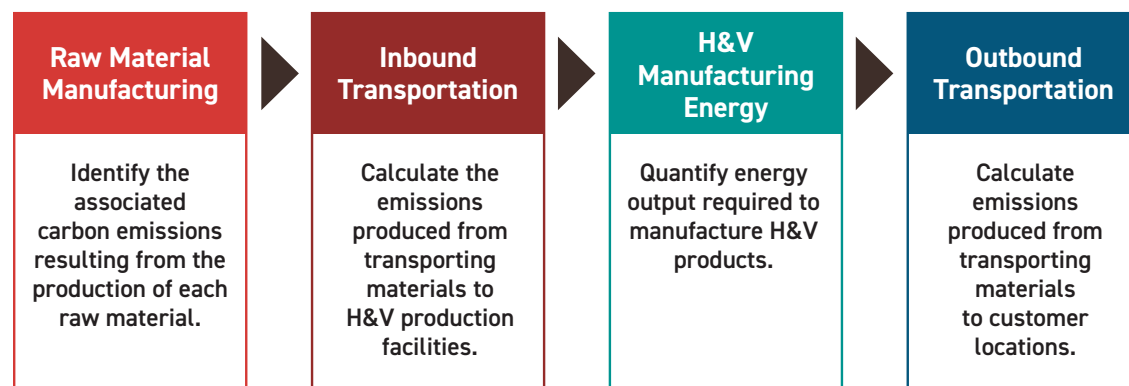 Raw Material
Manufacturing
Identify the
associated
carbon emissions
resulting from the
production of each
raw material.
Inbound
Transportation
Calculate the
emissions
produced from
transporting
materials to
H&V production
facilities.
H&V
Manufacturing
Energy
Quantify energy
output required to
manufacture H&V
products.
Outbound
Transportation
Calculate
emissions
produced from
transporting
materials
to customer
locations.